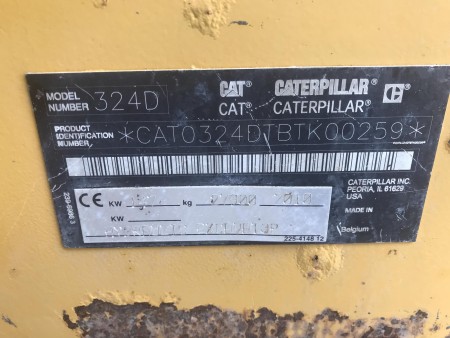 MODEL NUMBER 324D CAT CATERPILLAR C
CAT® CATERPILLAR®
PRODUCT IDENTIFICATION NUMBER *CAT0324DTBTK00259*
CATERPILLAR INC.
PEORIA, IL 61629
USA
CE KW kg
KW
MADE IN
Belgium
225-4148 12